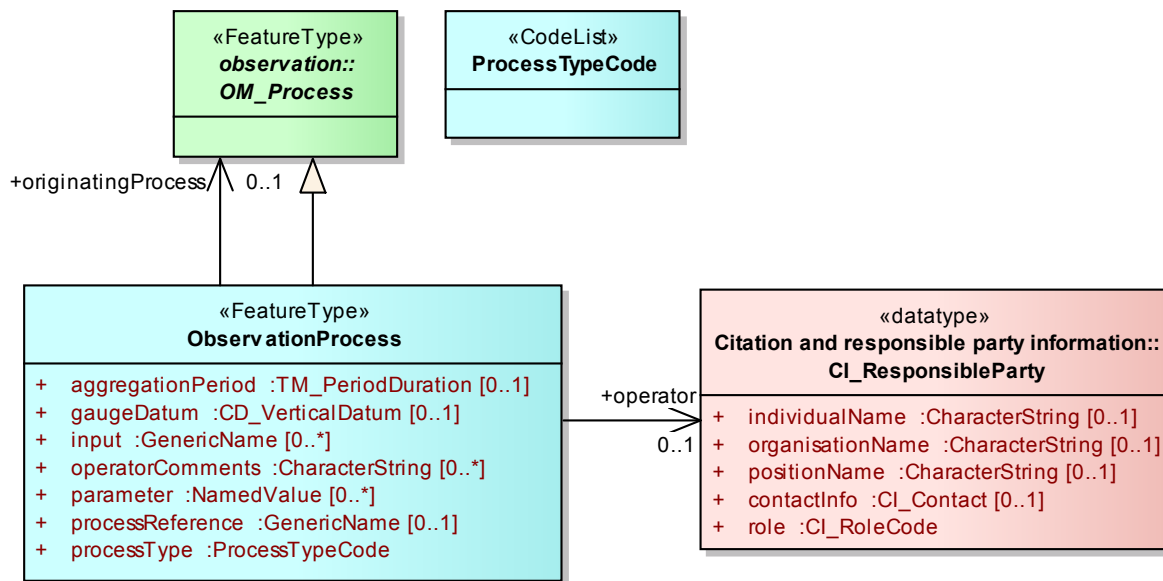 «FeatureType»
observation::
OM_Process
«CodeList»
ProcessTypeCode
+originatingProcess
0..1
«FeatureType»
ObservationProcess
+ aggregationPeriod :TM_PeriodDuration [0..1]
+ gaugeDatum :CD_VerticalDatum [0..1]
+ input :GenericName [0..*]
+ operatorComments :CharacterString [0..*]
+ parameter :NamedValue [0..*]
+ processReference :GenericName [0..1]
+ processType :ProcessTypeCode
+operator
0..1
«datatype»
Citation and responsible party information::
CI_ResponsibleParty
+ individualName :CharacterString [0..1]
+ organisationName :CharacterString [0..1]
+ positionName :CharacterString [0..1]
+ contactInfo :CI_Contact [0..1]
+ role :CI_RoleCode